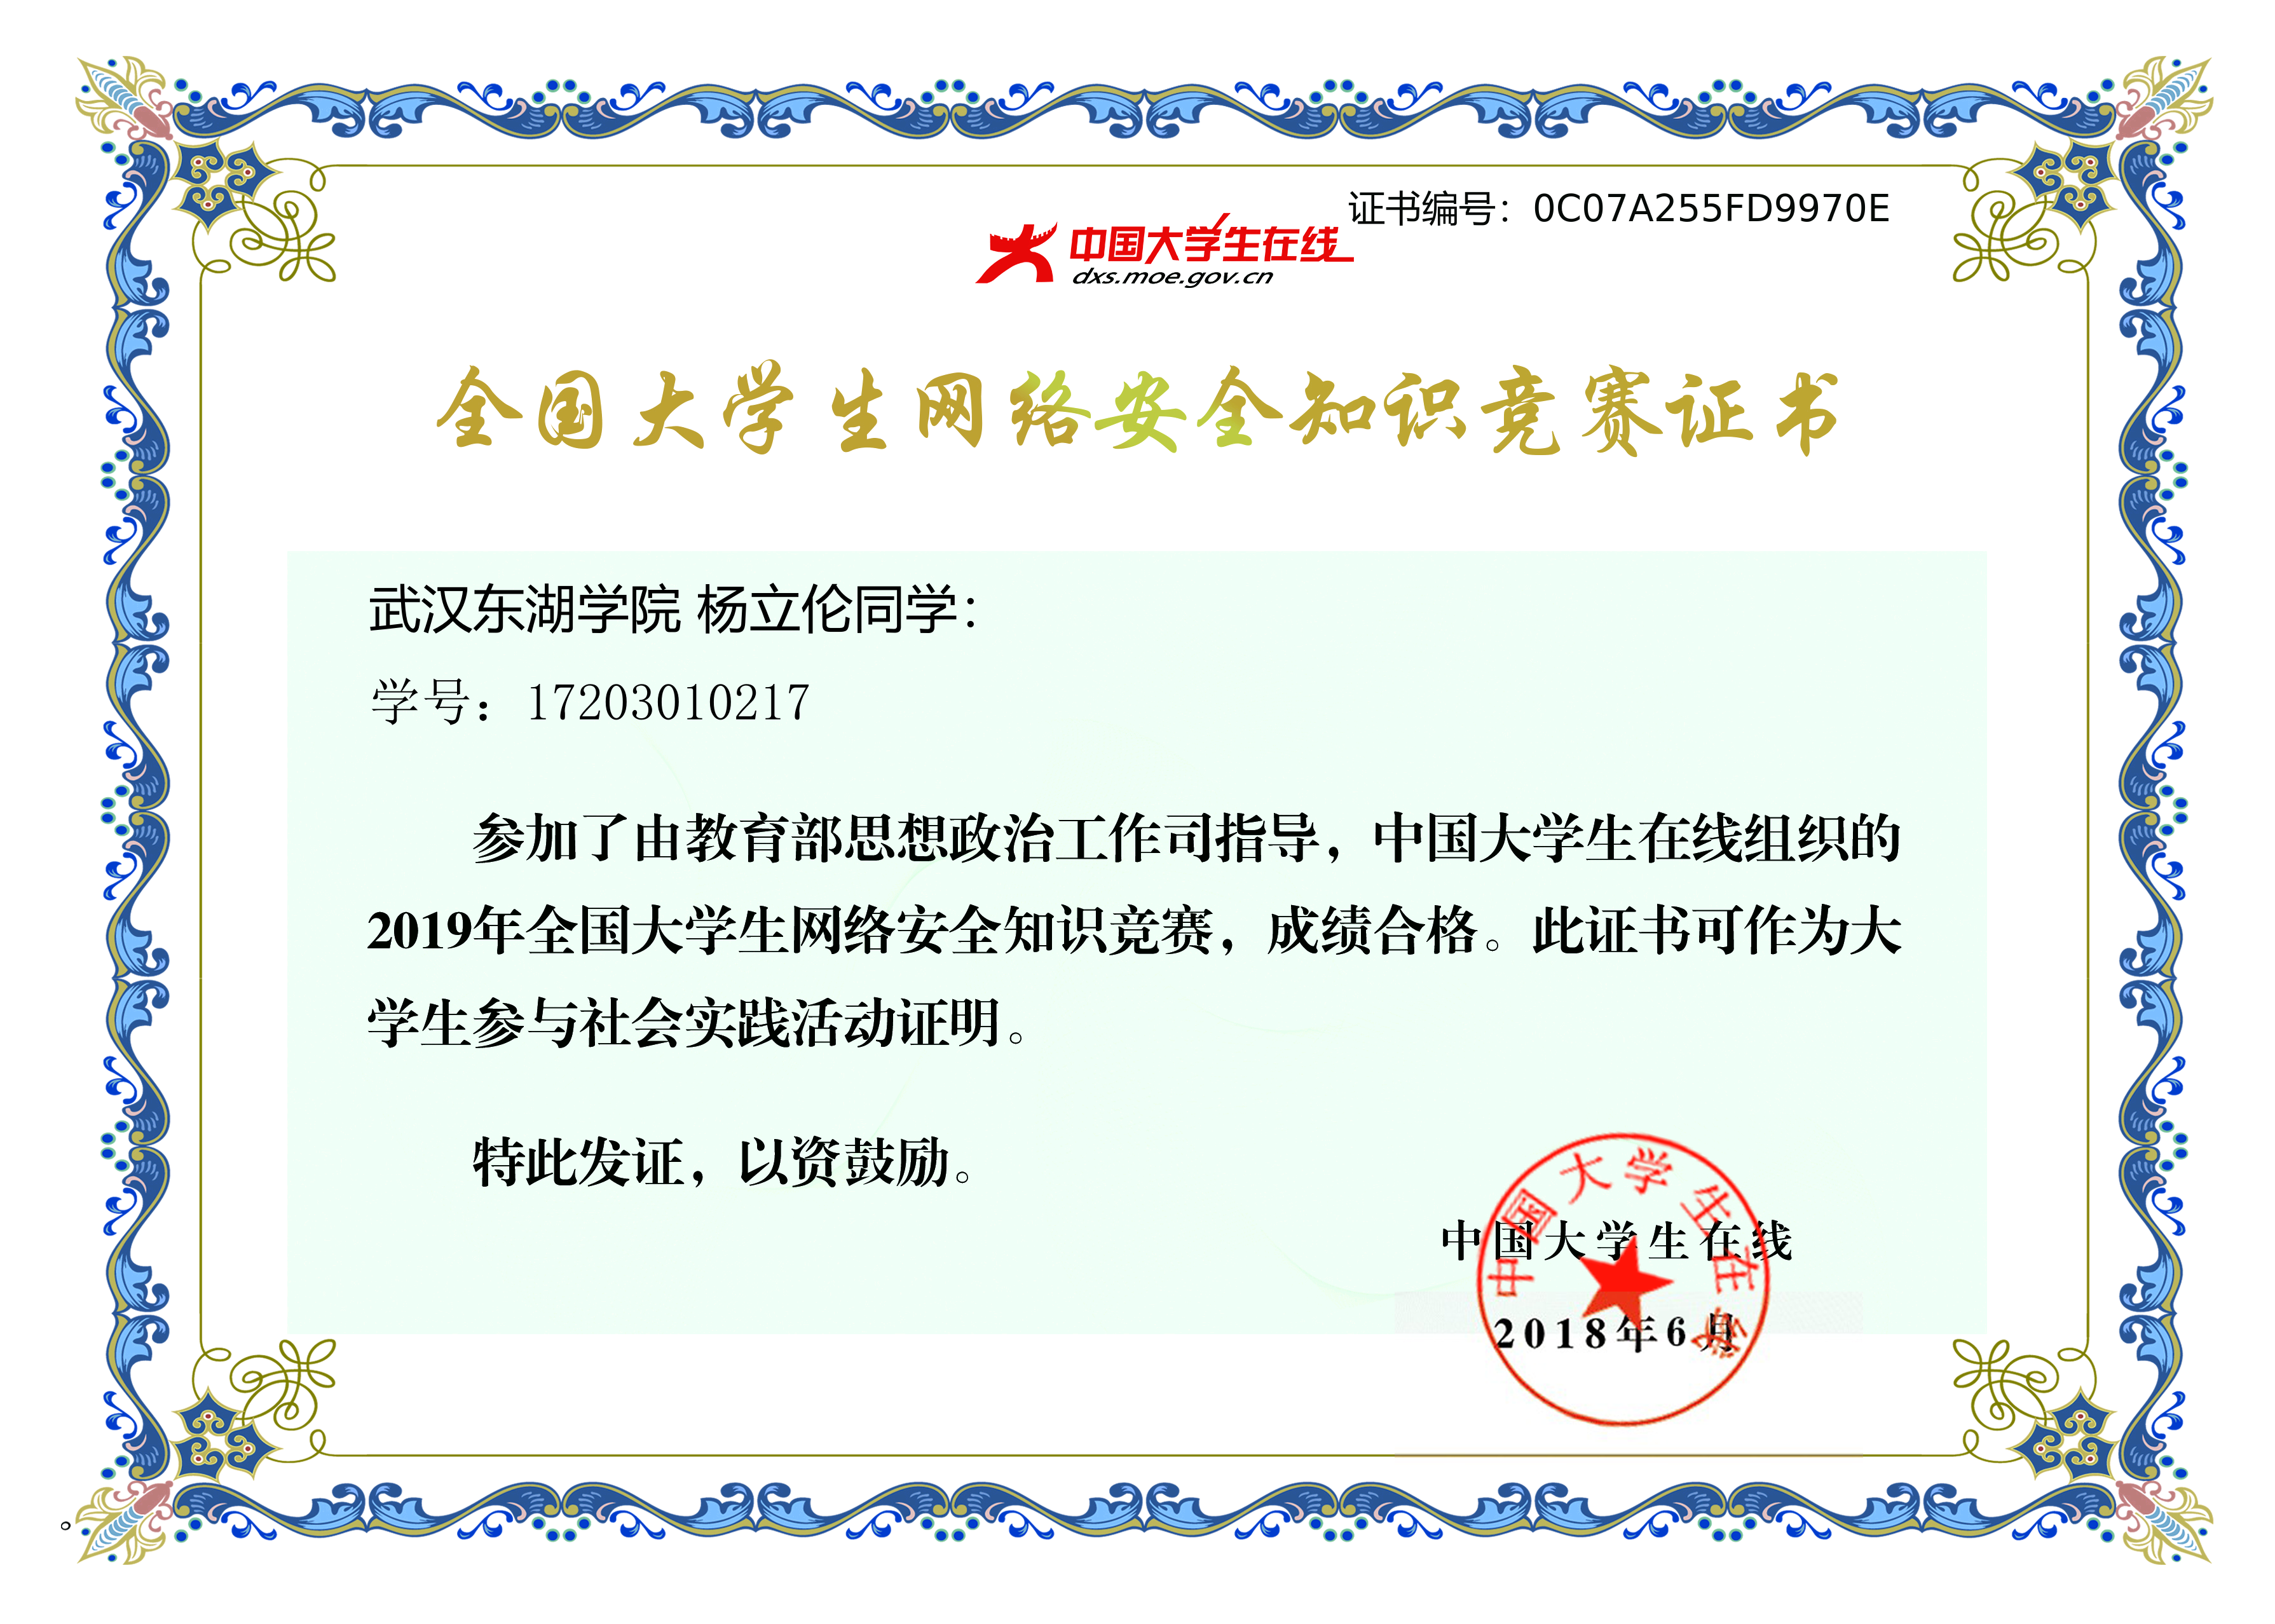 证书编号：0C07A255FD9970E
中国大学生在线
dxs.moe.gov.cn
全国大学生网络安全知识竞赛证书
武汉东湖学院 杨立伦同学：
学号：17203010217
参加了由教育部思想政治工作司指导，中国大学生在线组织的
2019年全国大学生网络安全知识竞赛，成绩合格。此证书可作为大
学生参与社会实践活动证明。
特此发证，以资鼓励。
中国大学生在线
中国大学生在线
2018年6月
。